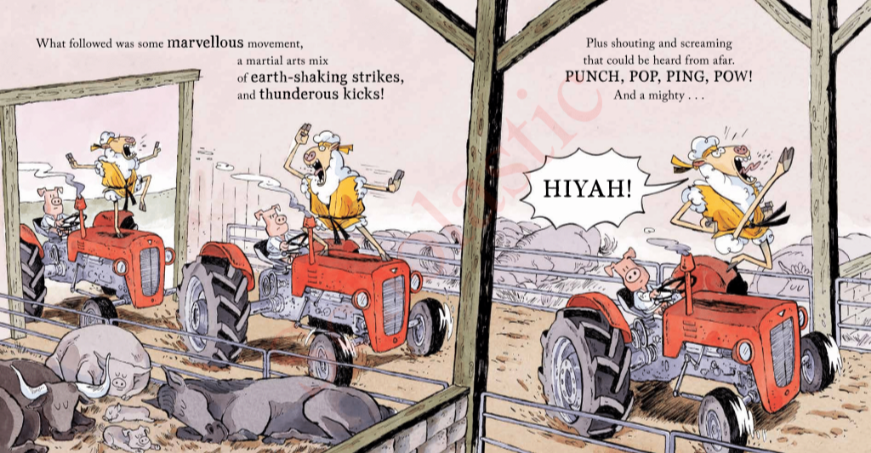 What followed was some marvellous movement,
a martial arts mix
of earth-shaking strikes,
and thunderous kicks!
Plus shouting and screaming
that could be heard from afar.
PUNCH, POP, PING, POW!
And a mighty . . .
HIYAH!